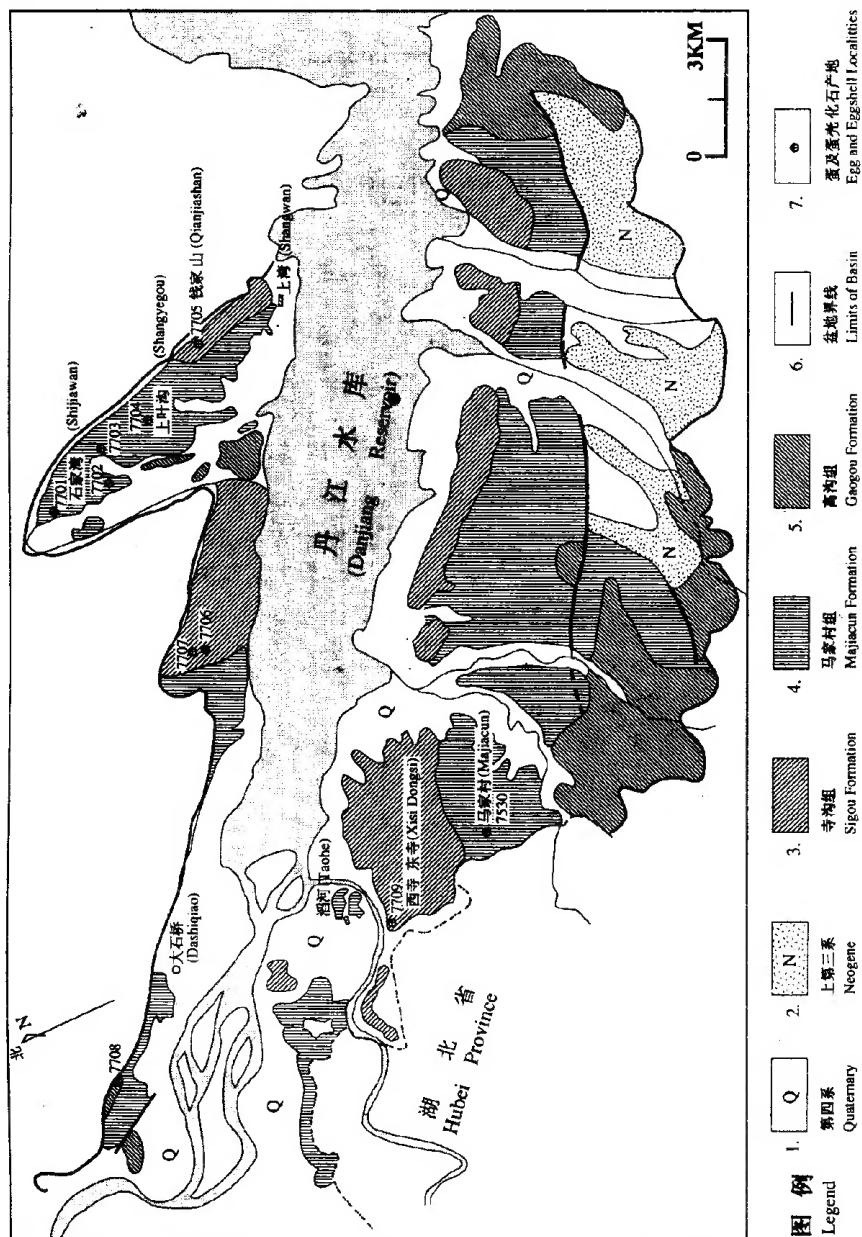 北
N
7708
大石桥
(Dashiqiao)
Q
Q
Q
Q
Q
Q
7707
7706
7701
石家湾
(Shijiawan)
7702
7703
7704
上叶沟
(Shangyegou)
7705 钱家山 (Qianjiashan)
上湾 (Shangwan)
丹江水库
(Danjiang Reservoir)
滔河 (Taohe)
7709
西寺 东寺 (Xisi Dongsi)
马家村 (Majiacun)
7530
湖北省
Hubei Province
N
N
N
0 3KM
图例
Legend
1. Q
第四系
Quaternary
2. N
上第三系
Neogene
3.
寺沟组
Sigou Formation
4.
马家村组
Majiacun Formation
5.
高沟组
Gaogou Formation
6.
盆地界线
Limits of Basin
7.
蛋及蛋壳化石产地
Egg and Eggshell Localitties